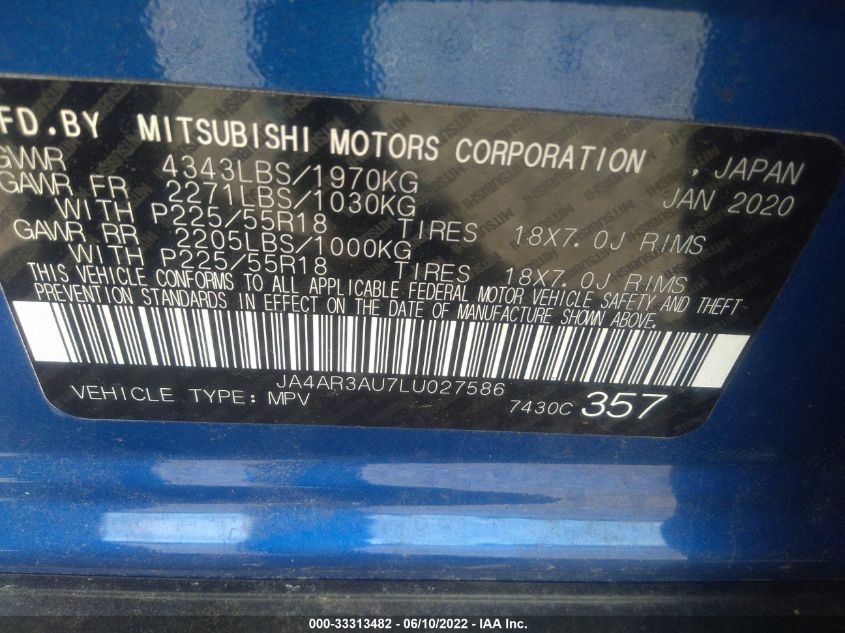 FD.BY MITSUBISHI MOTORS CORPORATION , JAPAN
GVWR 4343LBS/1970KG JAN 2020
GAWR FR 2271LBS/1030KG
WITH P225/55R18 TIRES 18X7.0J RIMS
GAWR RR 2205LBS/1000KG
WITH P225/55R18 TIRES 18X7.0J RIMS
THIS VEHICLE CONFORMS TO ALL APPLICABLE FEDERAL MOTOR VEHICLE SAFETY AND THEFT-
PREVENTION STANDARDS IN EFFECT ON THE DATE OF MANUFACTURE SHOWN ABOVE.
JA4AR3AU7LU027586
VEHICLE TYPE: MPV 7430C 357
000-33313482 - 06/10/2022 - IAA Inc.